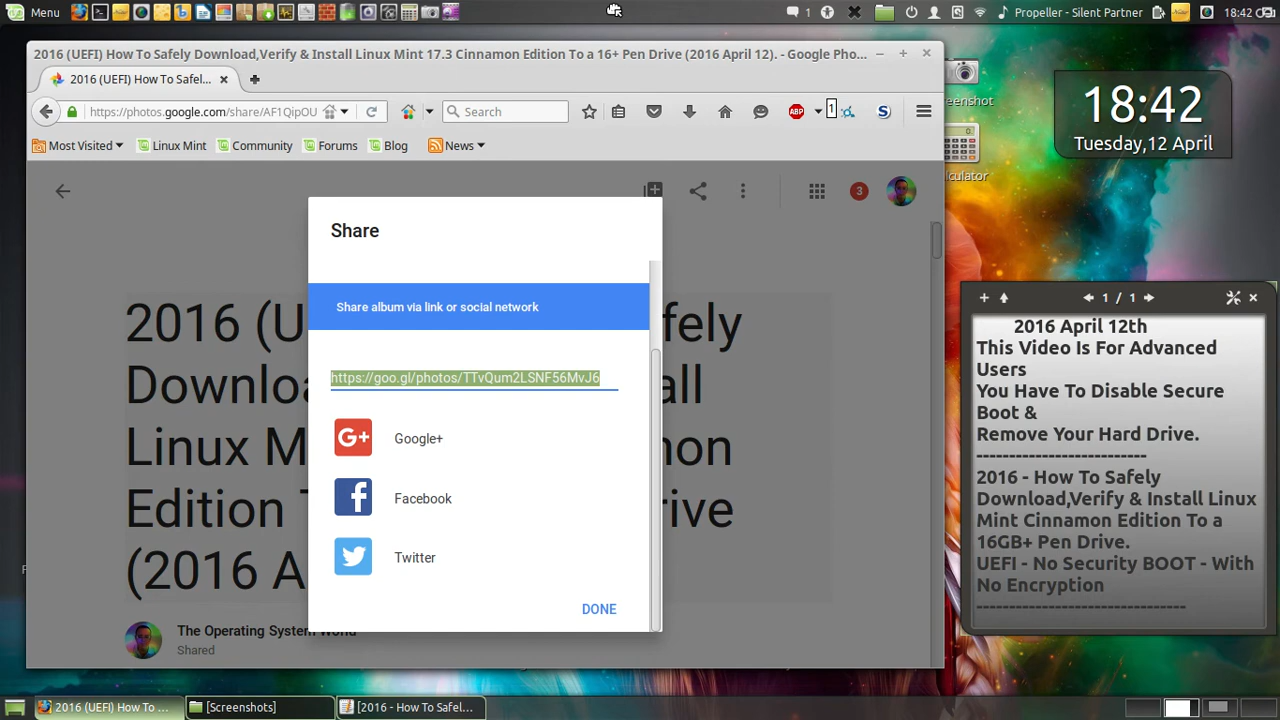 Menu
1
Propeller - Silent Partner
18:42
2016 (UEFI) How To Safely Download,Verify & Install Linux Mint 17.3 Cinnamon Edition To a 16+ Pen Drive (2016 April 12). - Google Pho...
2016 (UEFI) How To Safel...
https://photos.google.com/share/AF1QipOU
Search
ABP
1
S
Most Visited
Linux Mint
Community
Forums
Blog
News
3
Share
Share album via link or social network
https://goo.gl/photos/TTvQum2LSNF56MvJ6
G+
Google+
f
Facebook
Twitter
DONE
2016 (U
fely
Downloa
all
Linux M
non
Edition T
rive
(2016 A
The Operating System World
Shared
18:42
Tuesday,12 April
1 / 1
2016 April 12th
This Video Is For Advanced
Users
You Have To Disable Secure
Boot &
Remove Your Hard Drive.
---------------------------
2016 - How To Safely
Download,Verify & Install Linux
Mint Cinnamon Edition To a
16GB+ Pen Drive.
UEFI - No Security BOOT - With
No Encryption
---------------------------------
2016 (UEFI) How To ...
[Screenshots]
[2016 - How To Safel...